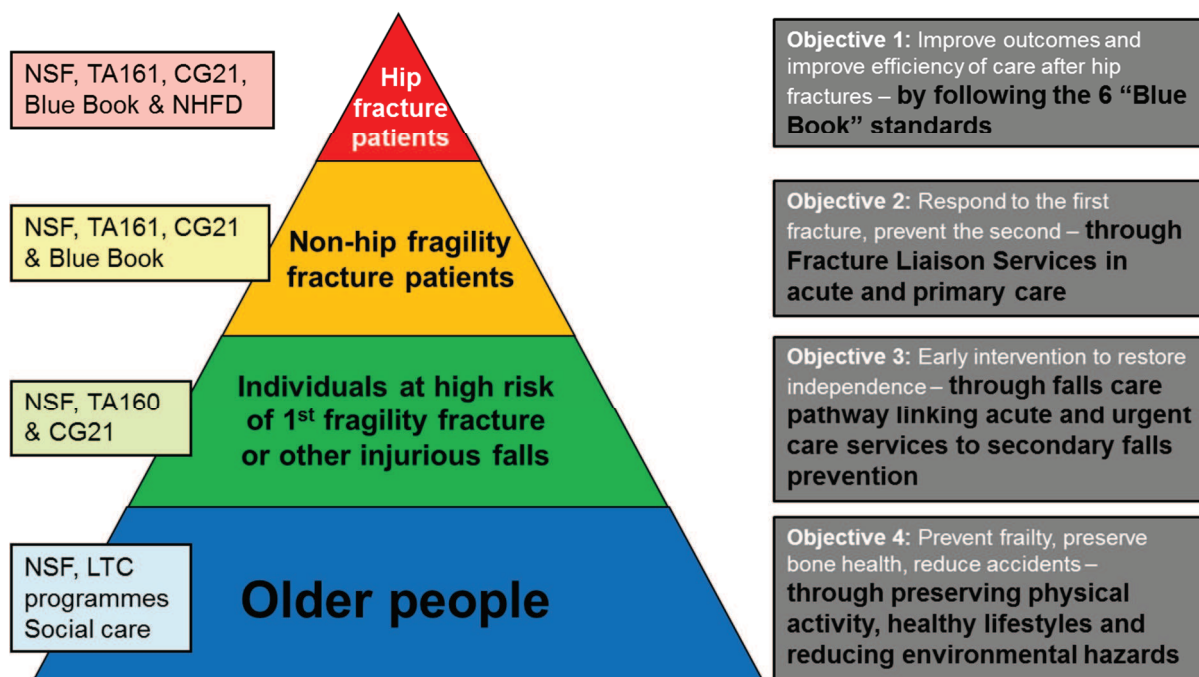 NSF, TA161, CG21,
Blue Book & NHFD
Hip
fracture
patients
Objective 1: Improve outcomes and
improve efficiency of care after hip
fractures – by following the 6 “Blue
Book” standards
NSF, TA161, CG21
& Blue Book
Non-hip fragility
fracture patients
Objective 2: Respond to the first
fracture, prevent the second – through
Fracture Liaison Services in
acute and primary care
NSF, TA160
& CG21
Individuals at high risk
of 1st fragility fracture
or other injurious falls
Objective 3: Early intervention to restore
independence – through falls care
pathway linking acute and urgent
care services to secondary falls
prevention
NSF, LTC
programmes
Social care
Older people
Objective 4: Prevent frailty, preserve
bone health, reduce accidents –
through preserving physical
activity, healthy lifestyles and
reducing environmental hazards